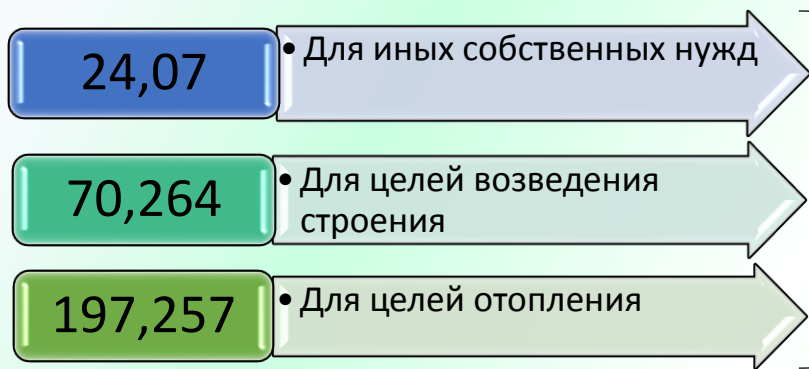 24,07
• Для иных собственных нужд
70,264
• Для целей возведения
строения
197,257
• Для целей отопления